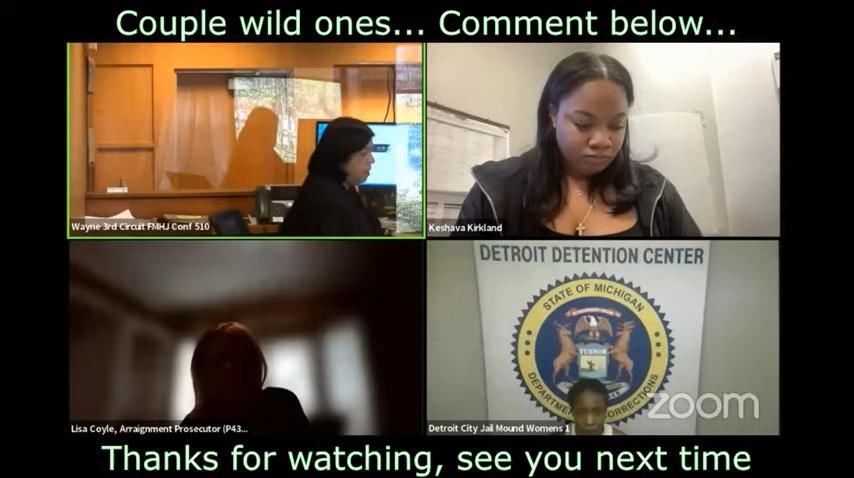 Couple wild ones... Comment below...
Wayne 3rd Circuit FMHJ Conf 510
Keshava Kirkland
DETROIT DETENTION CENTER
STATE OF MICHIGAN
TUEBOR
DEPARTMENT OF CORRECTIONS
zoom
Lisa Coyle, Arraignment Prosecutor (P43...
Detroit City Jail Mound Womens 1
Thanks for watching, see you next time